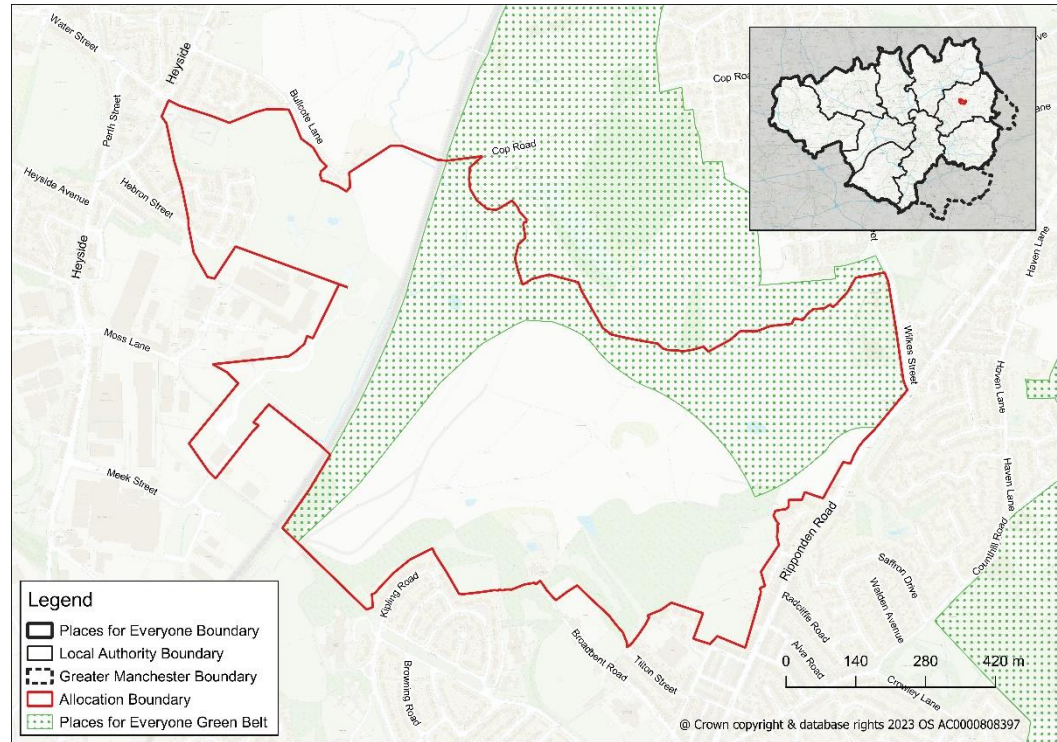 Water Street
Heyside
Bullcote Lane
Perth Street
Cop Road
Cop Roa
Heyside Avenue
Hebron Street
Heyside
Moss Lane
Meek Street
Haven Lane
Wilkes Street
Haven Lane
Haven Lane
Counthill Road
Ripponden Road
Saffron Drive
Walden Avenue
Radcliffe Road
Alva Road
Crowley Lane
Kipling Road
Broadbent Road
Tilton Street
Browning Road
0 140 280 420 m
Legend
Places for Everyone Boundary
Local Authority Boundary
Greater Manchester Boundary
Allocation Boundary
Places for Everyone Green Belt
@ Crown copyright & database rights 2023 OS AC0000808397